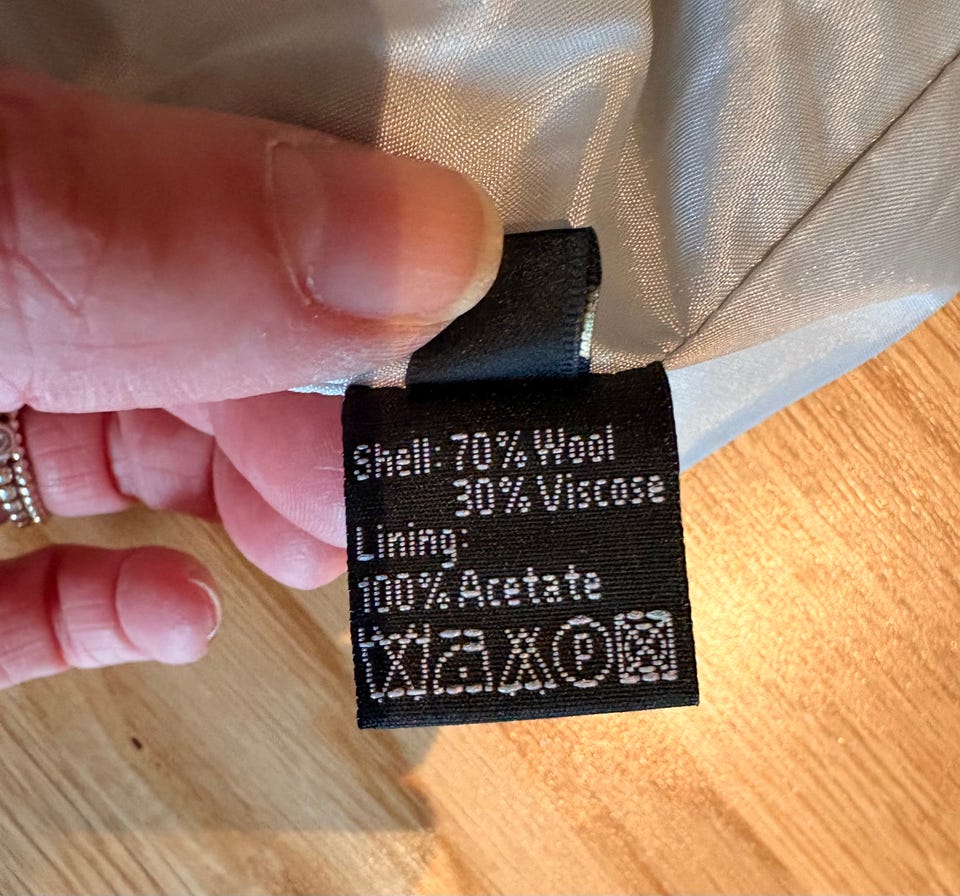 Shell: 70% Wool
30% Viscose
Lining:
100% Acetate
P